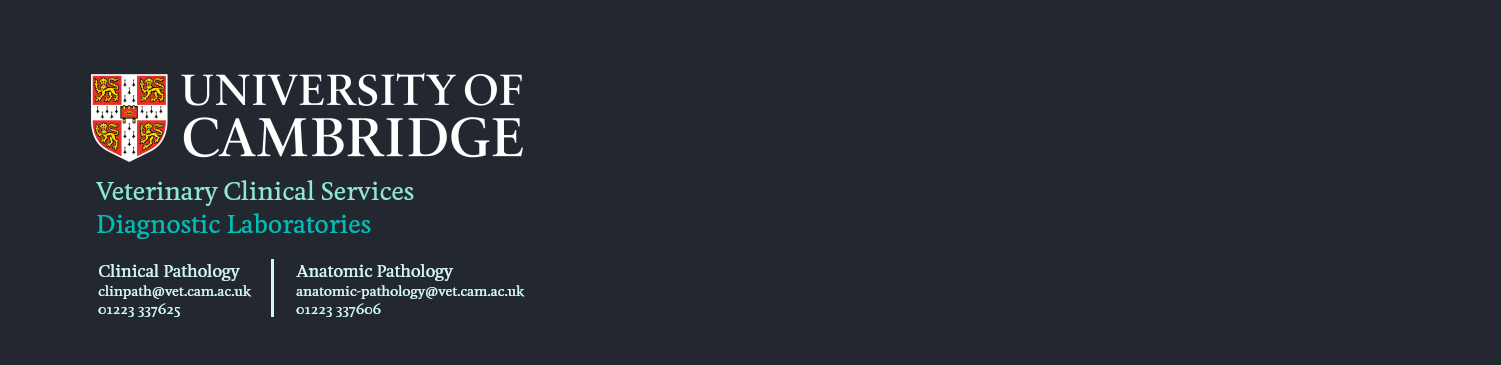 UNIVERSITY OF
CAMBRIDGE
Veterinary Clinical Services
Diagnostic Laboratories
Clinical Pathology
clinpath@vet.cam.ac.uk
01223 337625
Anatomic Pathology
anatomic-pathology@vet.cam.ac.uk
01223 337606